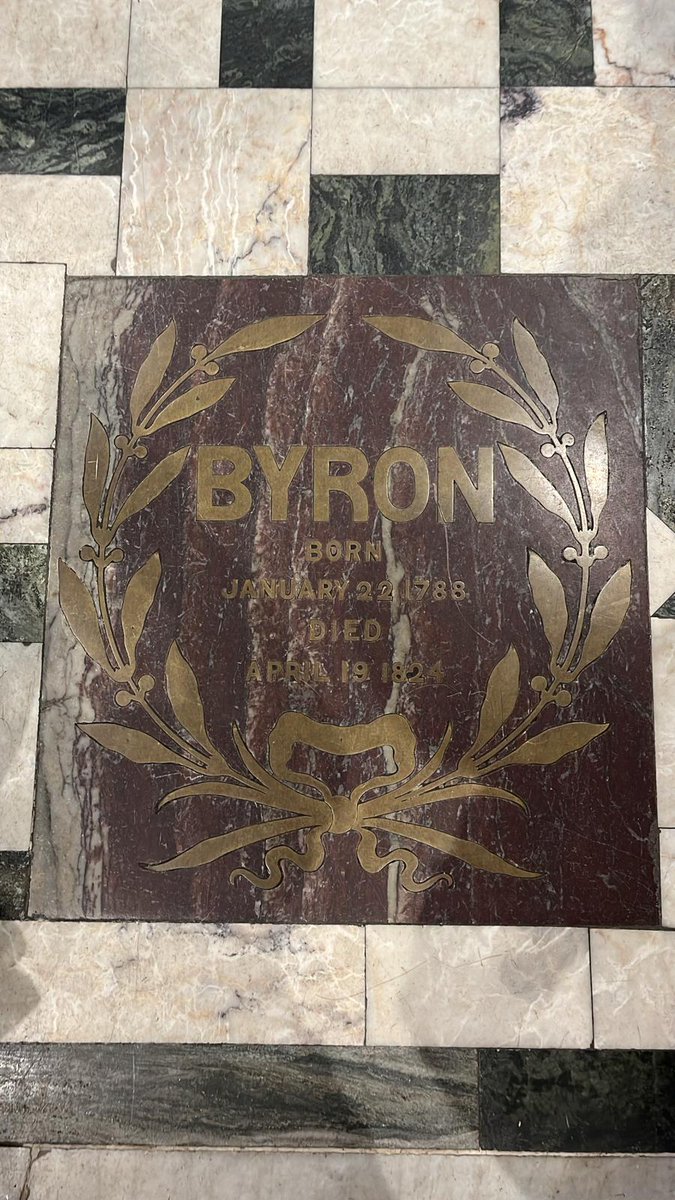 BYRON
BORN
JANUARY 22 1788
DIED
APRIL 19 1824